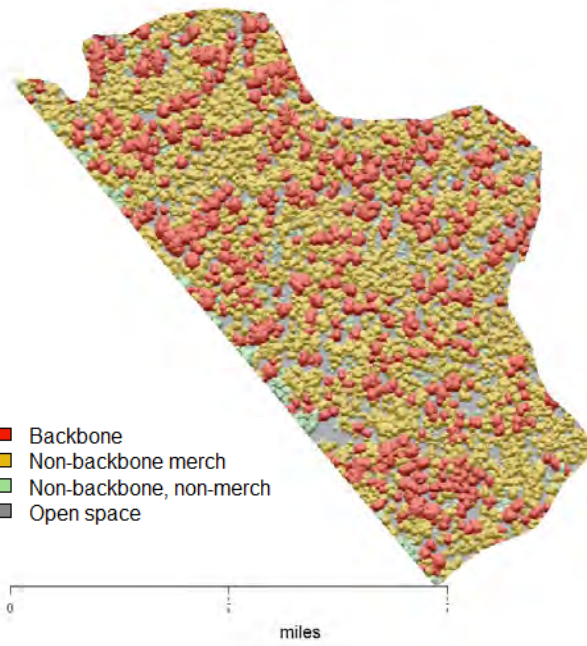 Backbone
Non-backbone merch
Non-backbone, non-merch
Open space
0
miles